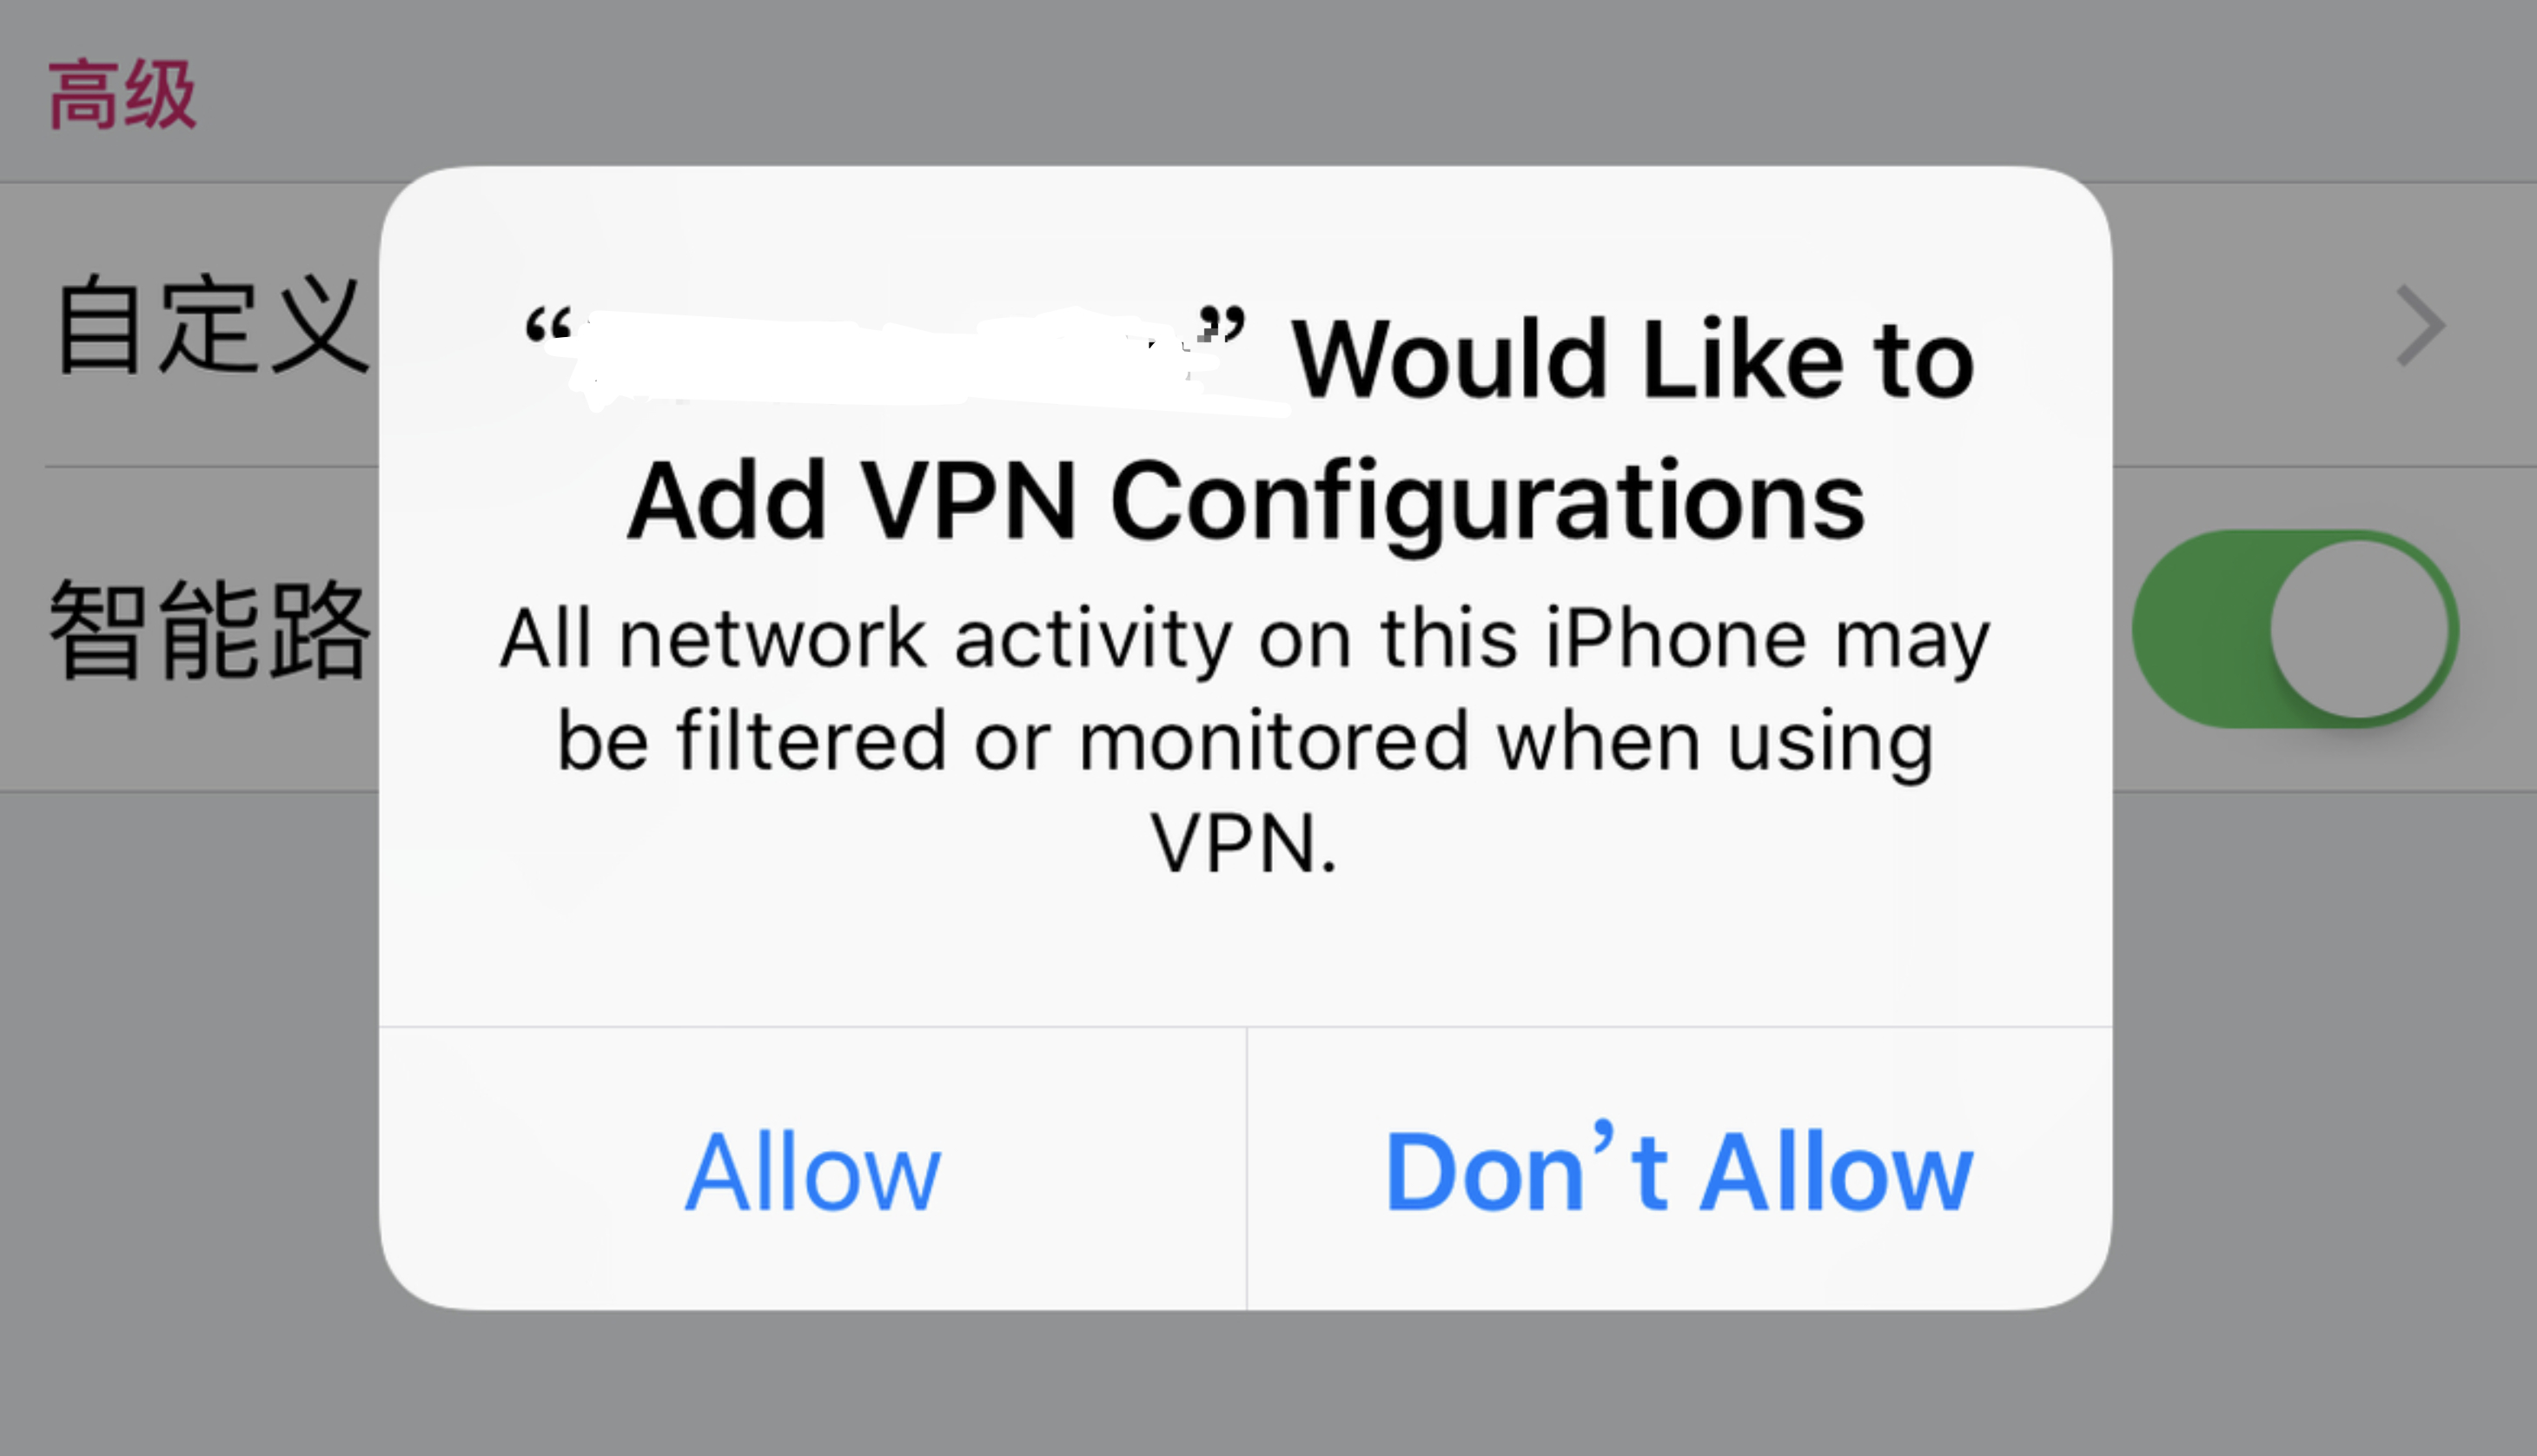 高级
自定义
智能路
“ ” Would Like to
Add VPN Configurations
All network activity on this iPhone may
be filtered or monitored when using
VPN.
Allow
Don’t Allow